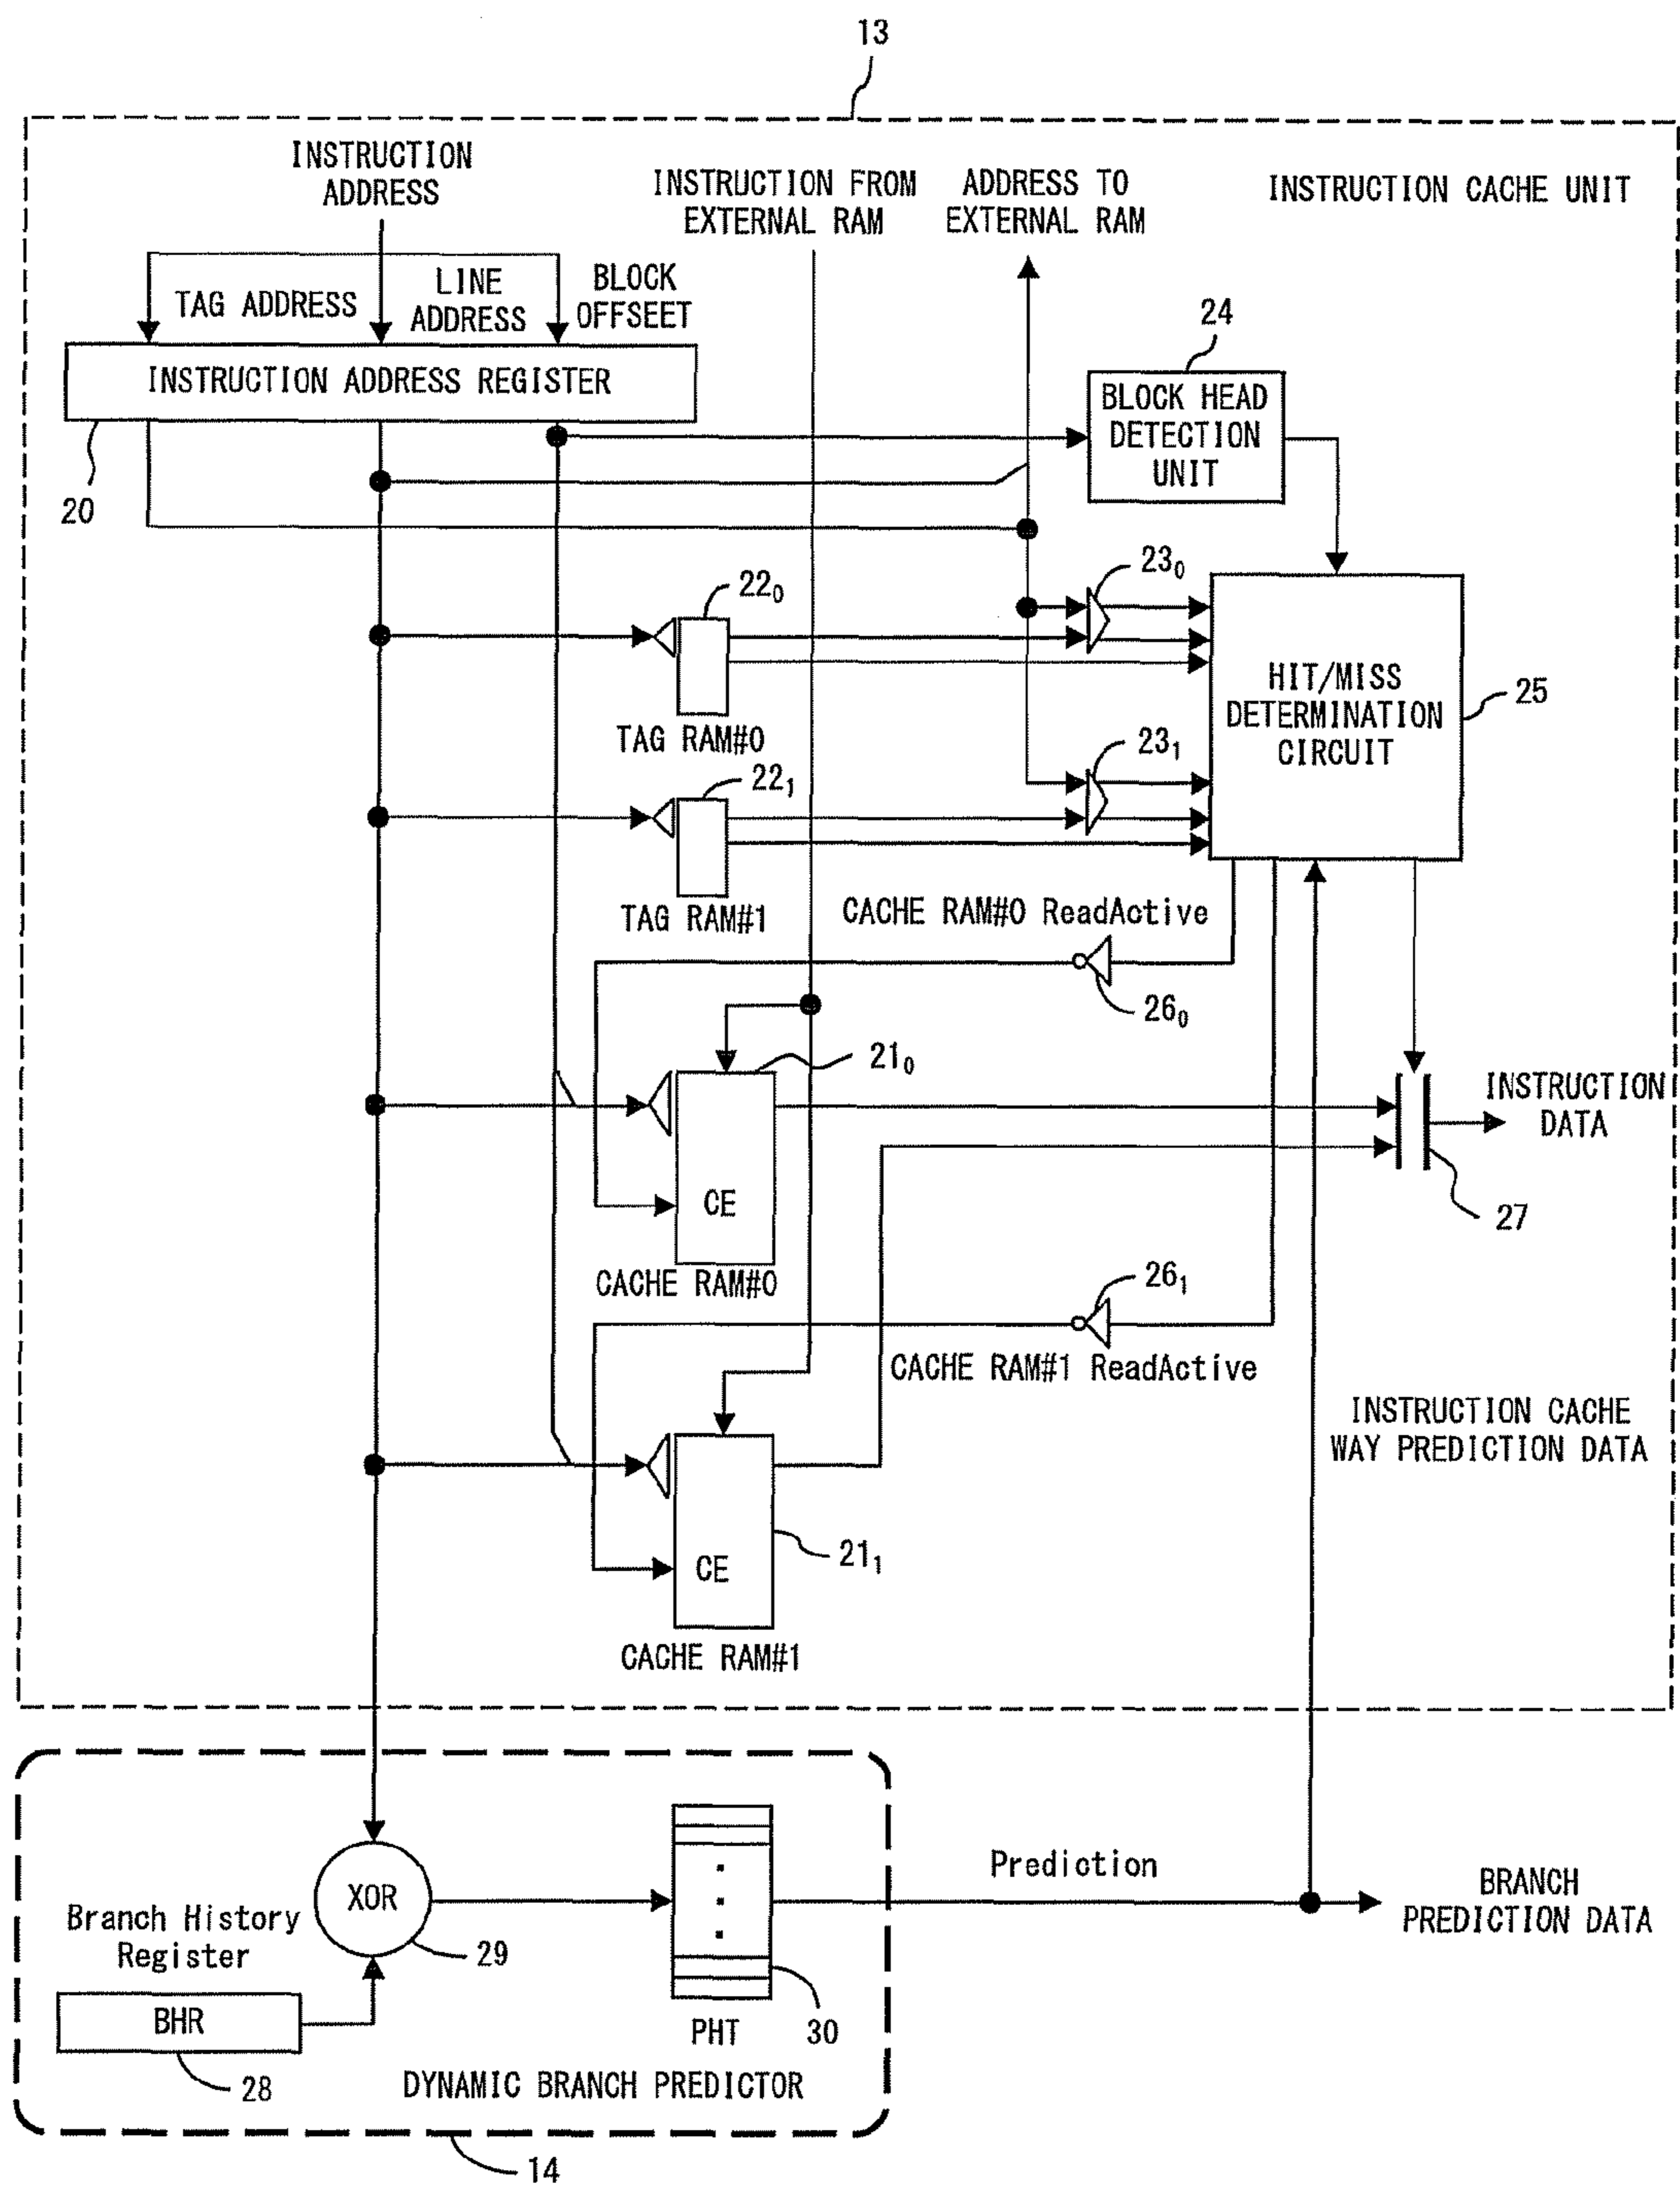 13
INSTRUCTION
ADDRESS
INSTRUCTION FROM
EXTERNAL RAM
ADDRESS TO
EXTERNAL RAM
INSTRUCTION CACHE UNIT
TAG ADDRESS
LINE
ADDRESS
BLOCK
OFFSEET
INSTRUCTION ADDRESS REGISTER
20
24
BLOCK HEAD
DETECTION
UNIT
22₀
TAG RAM#0
23₀
22₁
TAG RAM#1
23₁
HIT/MISS
DETERMINATION
CIRCUIT
25
CACHE RAM#0 ReadActive
26₀
21₀
CE
CACHE RAM#0
INSTRUCTION
DATA
27
26₁
CACHE RAM#1 ReadActive
INSTRUCTION CACHE
WAY PREDICTION DATA
21₁
CE
CACHE RAM#1
XOR
29
Branch History
Register
BHR
28
PHT
30
Prediction
BRANCH
PREDICTION DATA
DYNAMIC BRANCH PREDICTOR
14